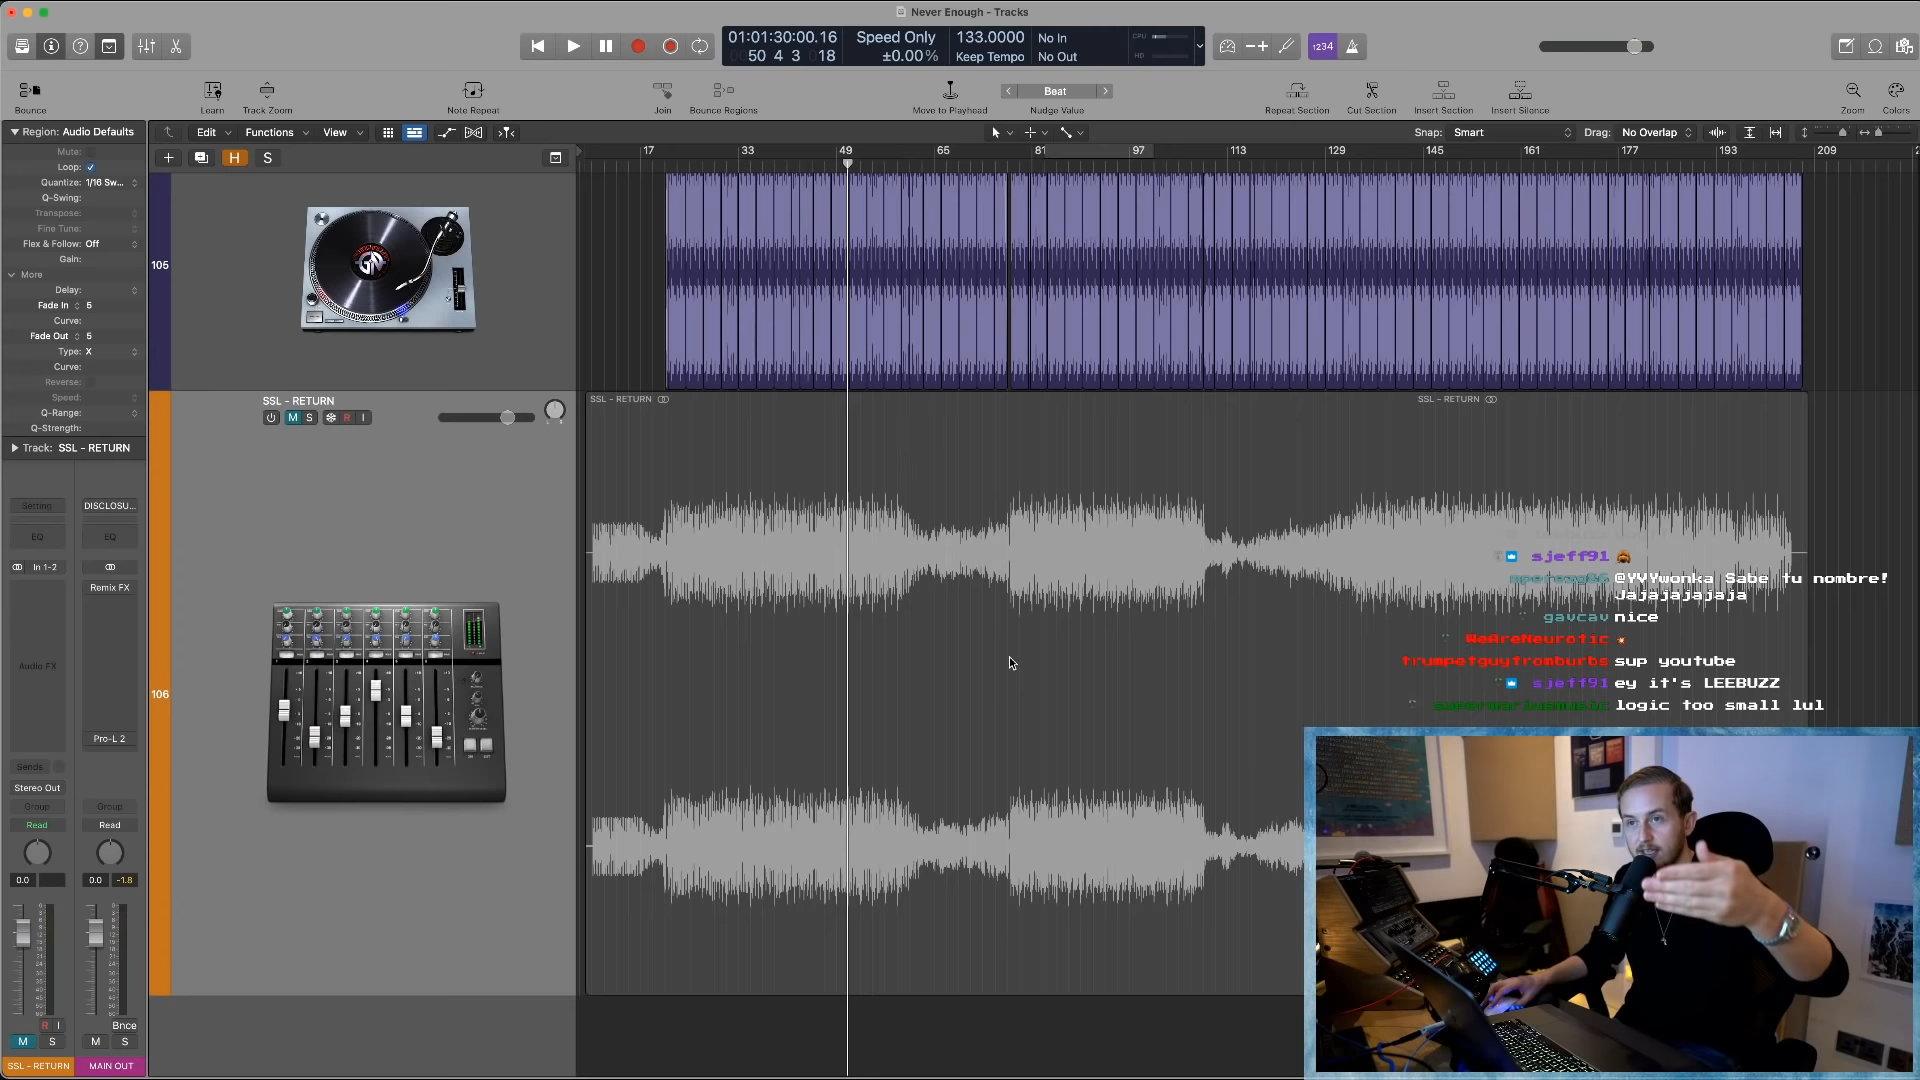 Never Enough - Tracks
01:01:30:00.16
50 4 3 18
Speed Only
±0.00%
133.0000
Keep Tempo
No In
No Out
CPU
HD
1234
Bounce
Learn
Track Zoom
Note Repeat
Join
Bounce Regions
Move to Playhead
Beat
Nudge Value
Repeat Section
Cut Section
Insert Section
Insert Silence
Zoom
Colors
Region: Audio Defaults
Edit
Functions
View
Snap: Smart
Drag: No Overlap
Mute:
Loop:
Quantize: 1/16 Sw...
Q-Swing:
Transpose:
Fine Tune:
Flex & Follow: Off
Gain:
More
Delay:
Fade In 5
Curve:
Fade Out 5
Type: X
Curve:
Reverse:
Speed:
Q-Range:
Q-Strength:
Track: SSL - RETURN
H
S
17 33 49 65 81 97 113 129 145 161 177 193 209
105
106
SSL - RETURN
M S R I
SSL - RETURN
SSL - RETURN
Setting
DISCLOSU...
EQ
EQ
In 1-2
Remix FX
Audio FX
Pro-L 2
Sends
Stereo Out
Group
Group
Read
Read
0.0
0.0 -1.8
R I
Bnce
M S
M S
SSL - RETURN
MAIN OUT
sjeff91
@YVYwonka Sabe tu nombre! Jajajajajaja
gavcav nice
WeAreNeurotic
trumpetguyfromburbs sup youtube
sjeff91 ey it's LEEBUZZ
logic too small lul